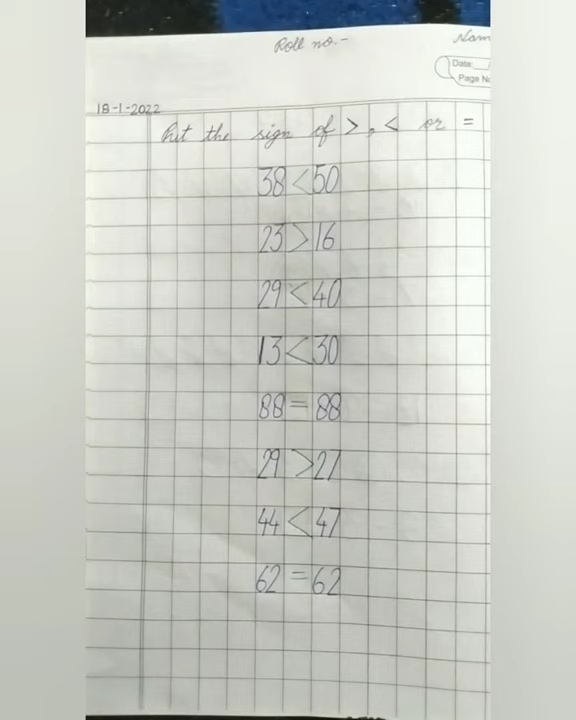 Roll no.-
Nam
Date:
Page No
18-1-2022
Put the sign of >, < or =
38 < 50
23 > 16
29 < 40
13 < 30
88 = 88
29 > 27
44 < 47
62 = 62